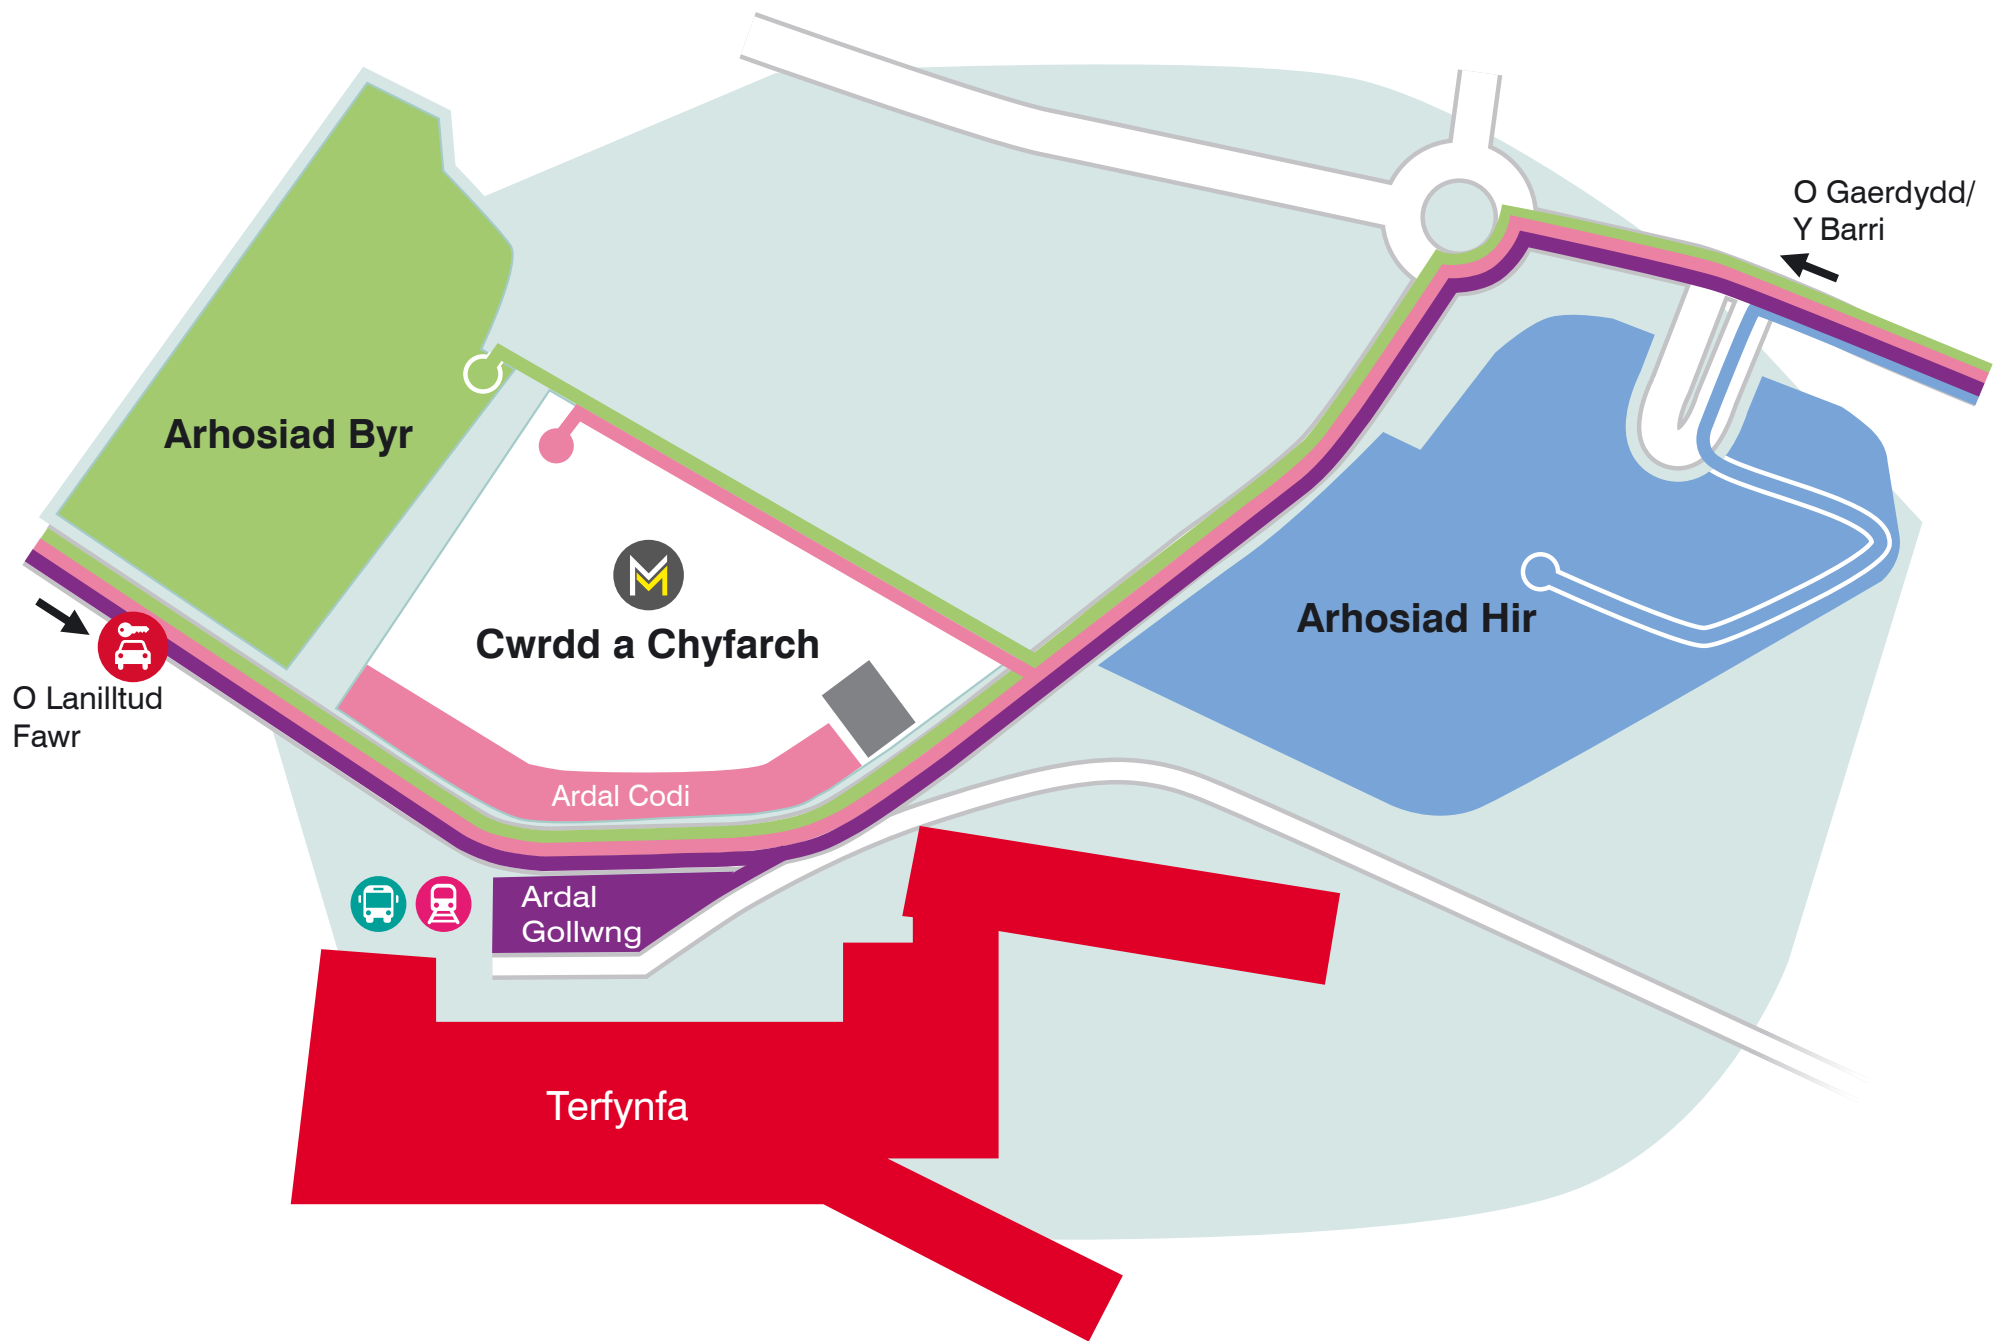 O Gaerdydd/
Y Barri
Arhosiad Byr
Cwrdd a Chyfarch
Arhosiad Hir
O Lanilltud
Fawr
Ardal Codi
Ardal
Gollwng
Terfynfa